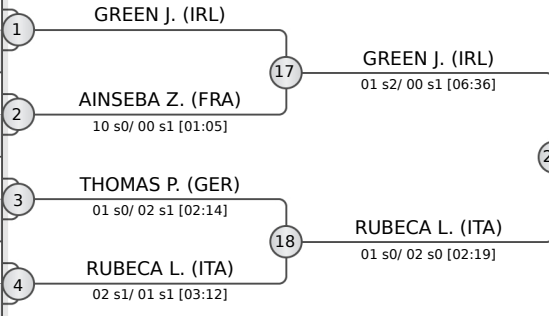 GREEN J. (IRL)
1
17
GREEN J. (IRL)
01 s2/ 00 s1 [06:36]
AINSEBA Z. (FRA)
2
10 s0/ 00 s1 [01:05]
THOMAS P. (GER)
3
01 s0/ 02 s1 [02:14]
18
RUBECA L. (ITA)
01 s0/ 02 s0 [02:19]
RUBECA L. (ITA)
4
02 s1/ 01 s1 [03:12]